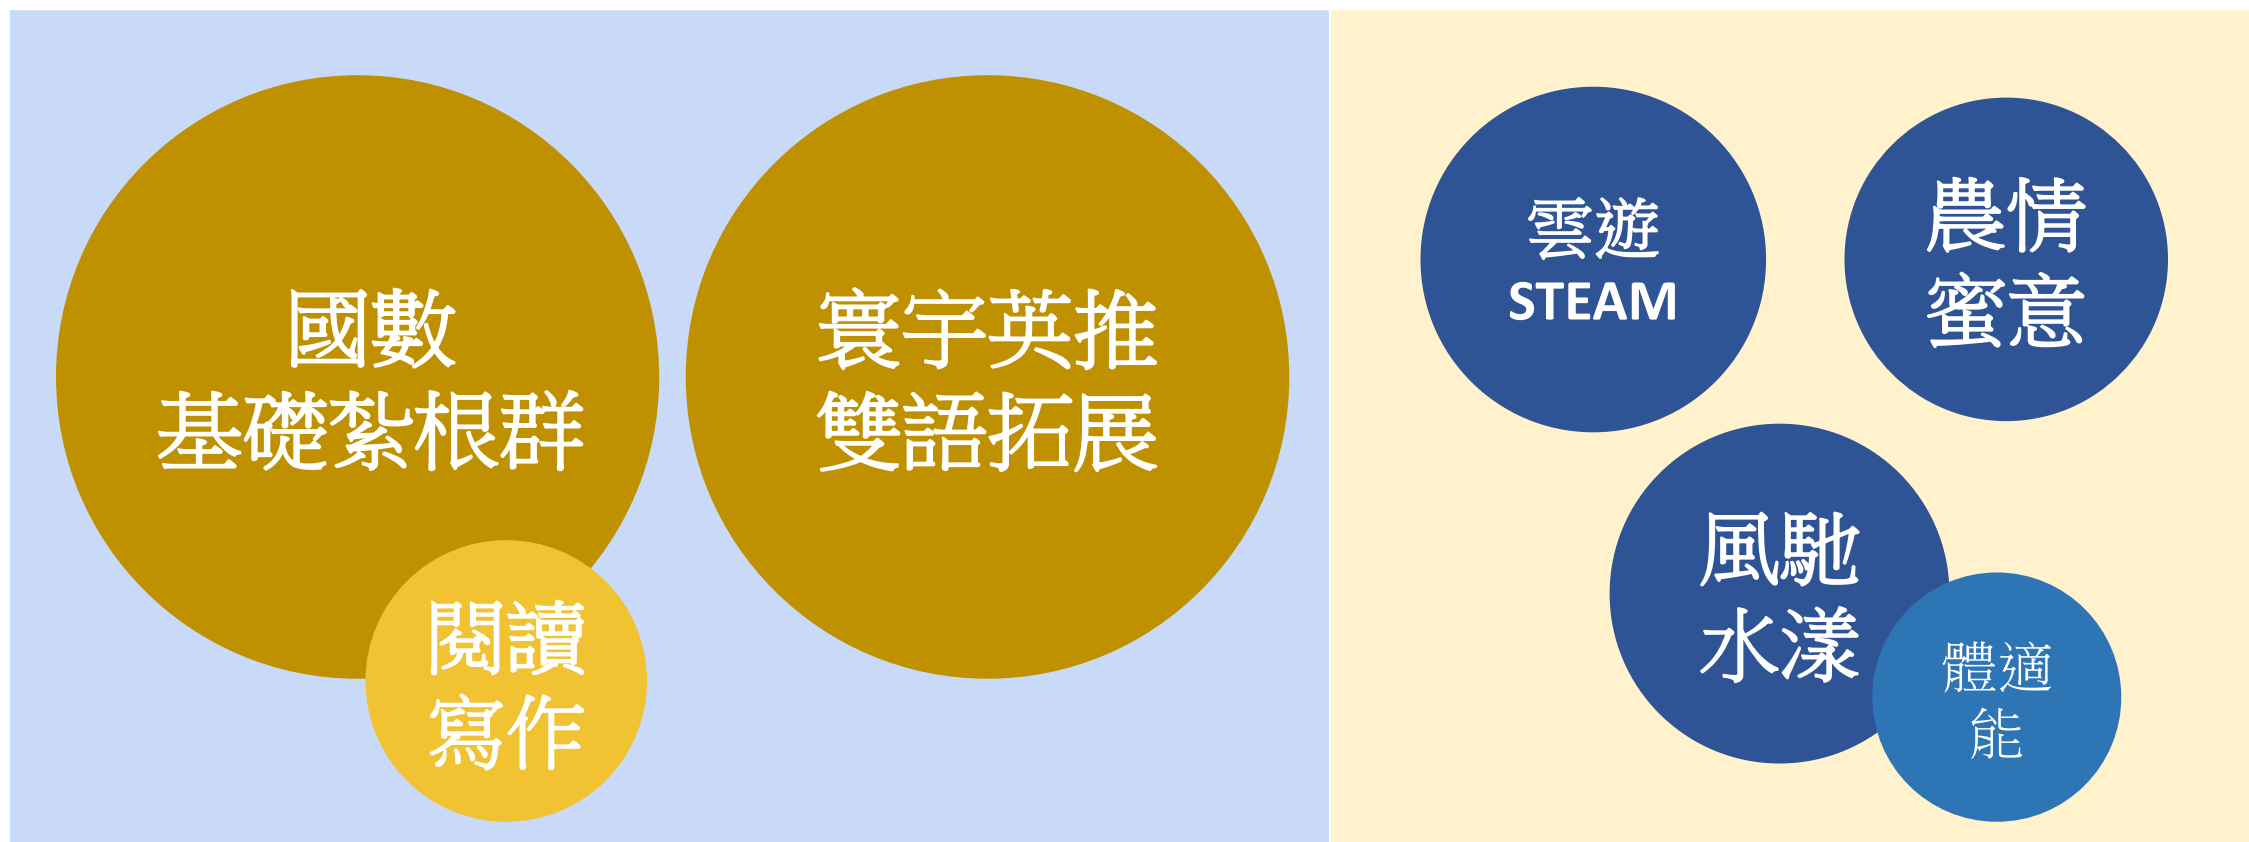 國數
基礎紮根群
閱讀
寫作
寰宇英推
雙語拓展
雲遊
STEAM
農情
蜜意
風馳
水漾
體適
能